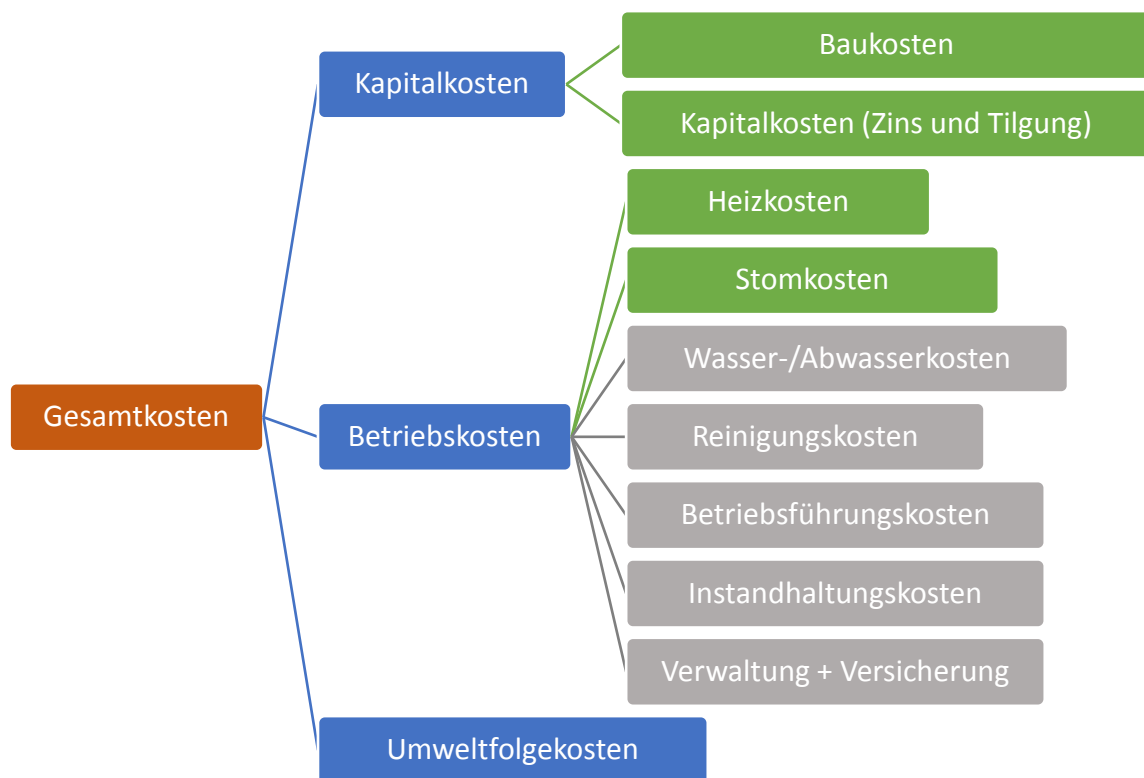 Baukosten
Kapitalkosten
Kapitalkosten (Zins und Tilgung)
Heizkosten
Stomkosten
Wasser-/Abwasserkosten
Gesamtkosten
Betriebskosten
Reinigungskosten
Betriebsführungskosten
Instandhaltungskosten
Verwaltung + Versicherung
Umweltfolgekosten